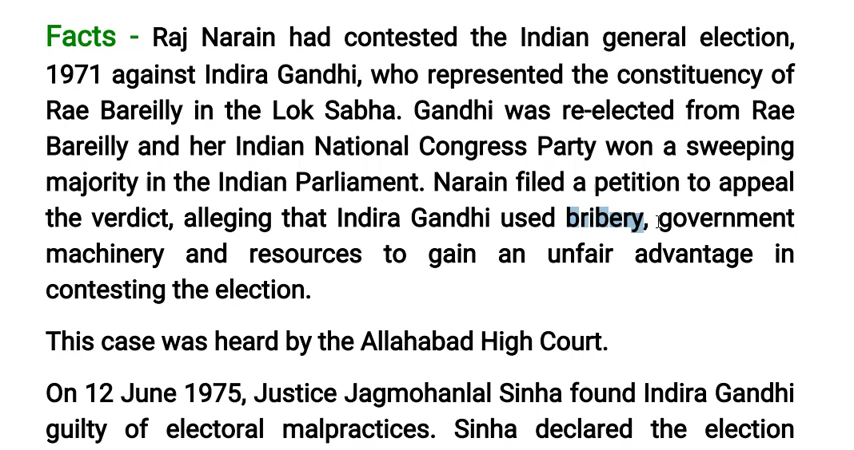 Facts - Raj Narain had contested the Indian general election,
1971 against Indira Gandhi, who represented the constituency of
Rae Bareilly in the Lok Sabha. Gandhi was re-elected from Rae
Bareilly and her Indian National Congress Party won a sweeping
majority in the Indian Parliament. Narain filed a petition to appeal
the verdict, alleging that Indira Gandhi used bribery, government
machinery and resources to gain an unfair advantage in
contesting the election.
This case was heard by the Allahabad High Court.
On 12 June 1975, Justice Jagmohanlal Sinha found Indira Gandhi
guilty of electoral malpractices. Sinha declared the election